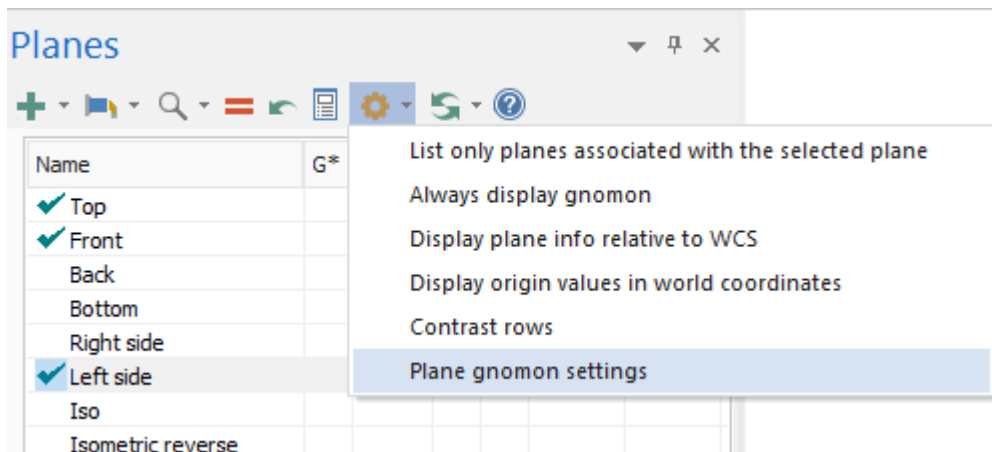 Planes
Name
G*
List only planes associated with the selected plane
Always display gnomon
Display plane info relative to WCS
Display origin values in world coordinates
Contrast rows
Plane gnomon settings
Top
Front
Back
Bottom
Right side
Left side
Iso
Isometric reverse